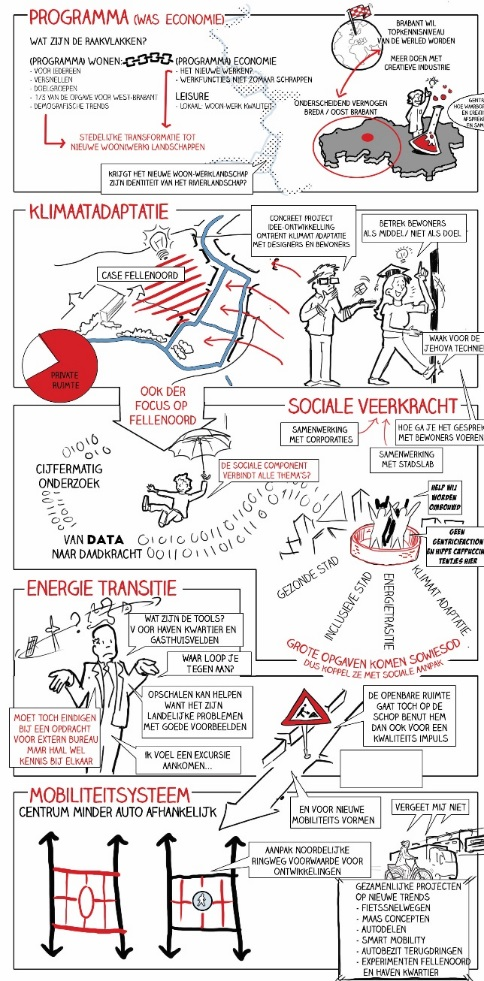 PROGRAMMA (WAS ECONOMIE)
WAT ZIJN DE RAAKVLAKKEN?
(PROGRAMMA) WONEN:
- VOOR IEDEREEN
- VERSNELLEN
- DOELGROEPEN
- 7/3 VAN DE OPGAVE VOOR WEST-BRABANT
- DEMOGRAFISCHE TRENDS
(PROGRAMMA) ECONOMIE
- HET NIEUWE WERKEN?
- WERKFUNCTIES NIET ZOMAAR SCHRAPPEN
LEISURE
- LOKAAL WOON-WERK KWALITEIT
STEDELIJKE TRANSFORMATIE TOT
NIEUWE WOON/WERK LANDSCHAPPEN
KRIJGT HET NIEUWE WOON-WERKLANDSCHAP
ZIJN IDENTITEIT VAN HET RIVIERLANDSCHAP?
BRABANT WIL
TOPKENNISNIVEAU
VAN DE WERLED WORDEN
MEER DOEN MET
CREATIEVE INDUSTRIE
ONDERSCHEIDEND VERMOGEN
BREDA / OOST BRABANT
KLIMAATADAPTATIE
CASE FELLENOORD
PRIVATE
RUIMTE
CONCREET PROJECT
IDEE-ONTWIKKELING
OMTRENT KLIMAT ADAPTATIE
MET DESIGNERS EN BEWONERS
BETREK BEWONERS
ALS MIDDEL / NIET ALS DOEL
WAAK VOOR DE
JEHOVA TECHNIE
OOK DER
FOCUS OP
FELLENOORD
CIJFERMATIG
ONDERZOEK
VAN DATA
NAAR DAADKRACHT
DE SOCIALE COMPONENT
VERBINDT ALLE THEMA'S?
SOCIALE VEERKRACHT
SAMENWERKING
MET CORPORATIES
HOE GA JE HET GESPREK
MET BEWONERS VOEREN
SAMENWERKING
MET STADSLAB
HELP WIJ
WORDEN
GEEN
GENTRICIFACTION
EN HIPPE CAPPUCCIN
TENTJES HIER
GEZONDE STAD
INCLUSIEVE STAD
ENERGIETRASITIE
KLIMAAT ADAPTATIE
GROTE OPGAVEN KOMEN SOWIESOD
DUS KOPPEL ZE MET SOCIALE AANPAK
ENERGIE TRANSITIE
WAT ZIJN DE TOOLS?
V OOR HAVEN KWARTIER EN
GASTHUISVELDEN
WAAR LOOP JE
TEGEN AAN?
OPSCHALEN KAN HELPEN
WANT HET ZIJN
LANDELIJKE PROBLEMEN
MET GOEDE VOORBEELDEN
MOET TOCH EINDIGEN
BIJ EEN OPDRACHT
VOOR EXTERN BUREAU
MAAR HAAL WEL
KENNIS BIJ ELKAAR
IK VOEL EEN EXCURSIE
AANKOMEN...
DE OPENBARE RUIMTE
GAAT TOCH OP DE
SCHOP BENUT HEM
DAN OOK VOOR EEN
KWALITEITS IMPULS
EN VOOR NIEUWE
MOBILITEITS VORMEN
MOBILITEITSYSTEEM
CENTRUM MINDER AUTO AFHANKELIJK
VERGEET MIJ NIET
AANPAK NOORDELIJKE
RINGWEG VOORWAARDE VOOR
ONTWIKKELINGEN
GEZAMENLIJKE PROJECTEN
OP NIEUWE TRENDS
- FIETSSNELWEGEN
- MAAS CONCEPTEN
- AUTODELEN
- SMART MOBILITY
- AUTOBEZIT TERUGDRINGEN
- EXPERIMENTEN FELLENOORD
EN HAVEN KWARTIER